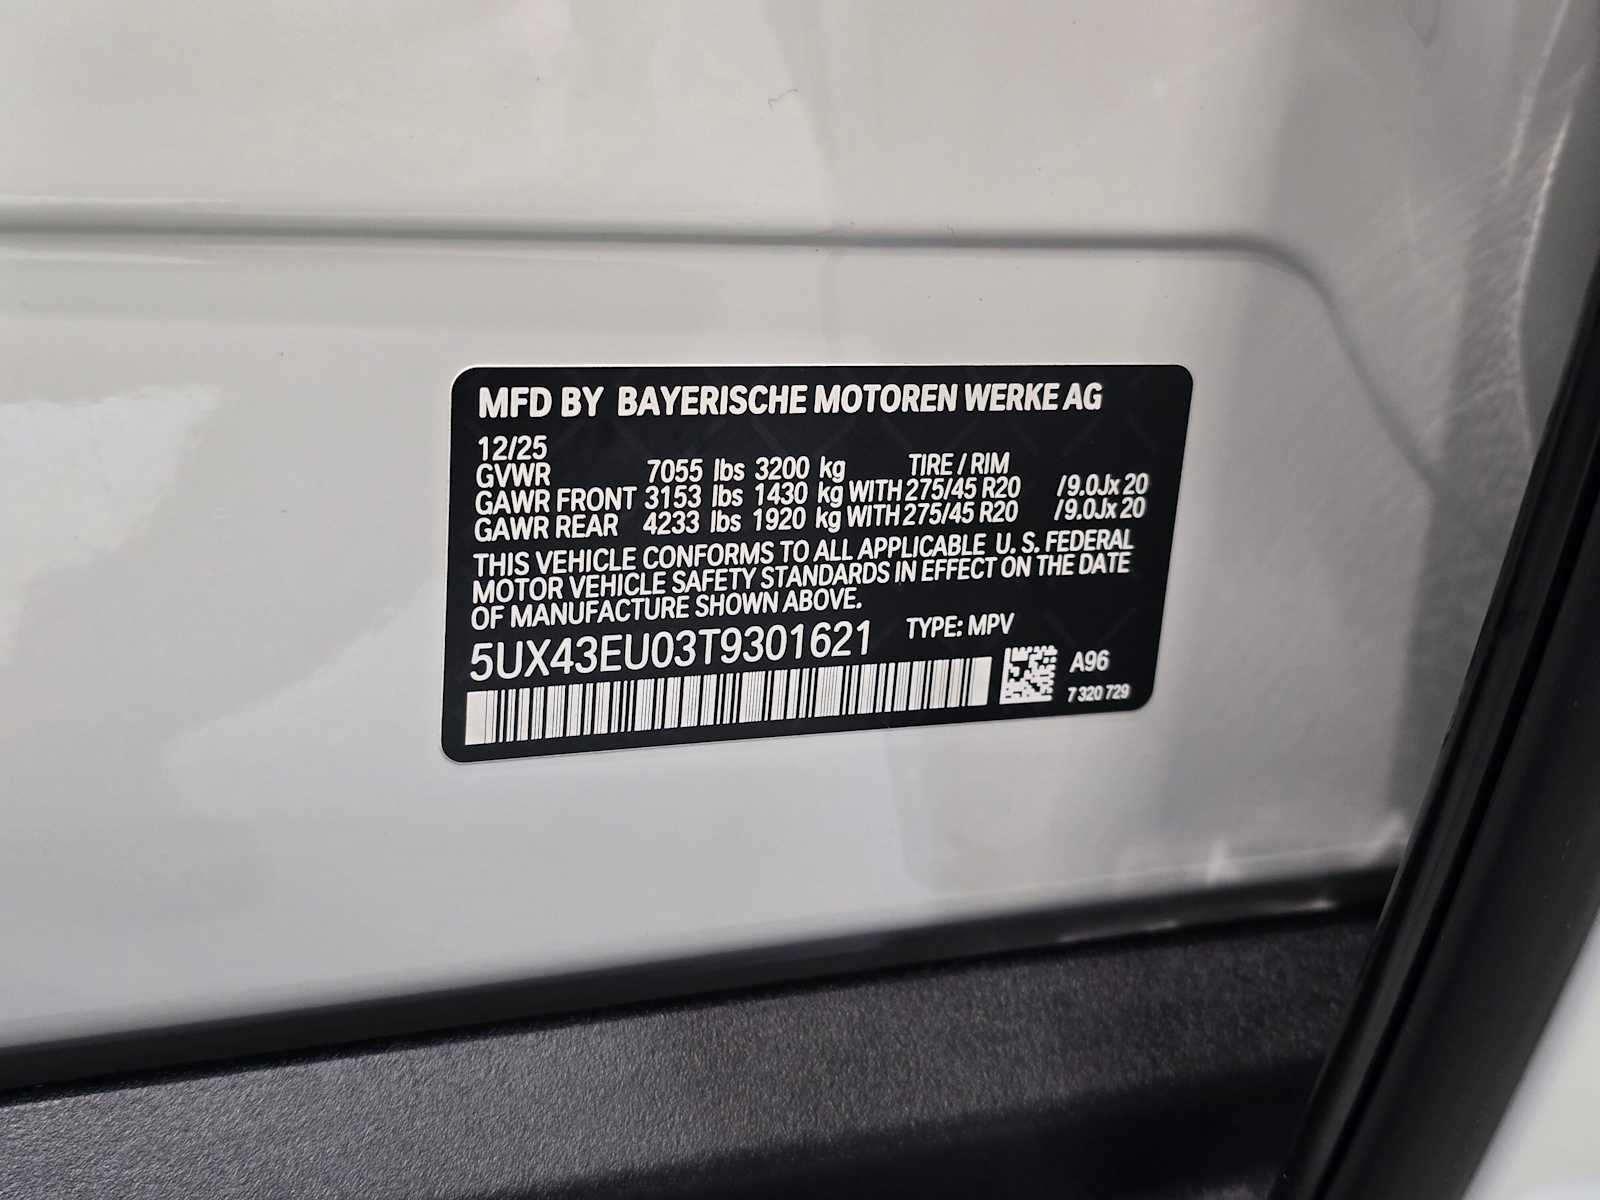 MFD BY BAYERISCHE MOTOREN WERKE AG
12/25
GVWR 7055 lbs 3200 kg TIRE / RIM
GAWR FRONT 3153 lbs 1430 kg WITH 275/45 R20 /9.0Jx 20
GAWR REAR 4233 lbs 1920 kg WITH 275/45 R20 /9.0Jx 20
THIS VEHICLE CONFORMS TO ALL APPLICABLE U. S. FEDERAL
MOTOR VEHICLE SAFETY STANDARDS IN EFFECT ON THE DATE
OF MANUFACTURE SHOWN ABOVE.
5UX43EU03T9301621 TYPE: MPV
A96
7 320 729